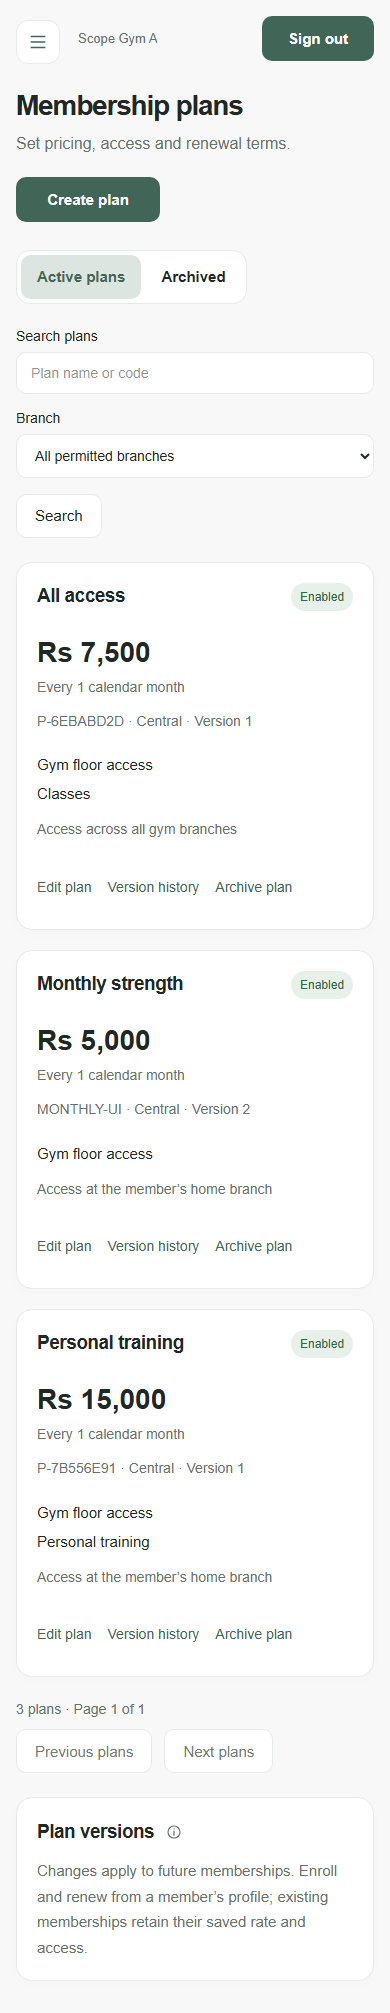 Scope Gym A
Sign out
Membership plans
Set pricing, access and renewal terms.
Create plan
Active plans
Archived
Search plans
Plan name or code
Branch
All permitted branches
Search
All access
Enabled
Rs 7,500
Every 1 calendar month
P-6EBABD2D · Central · Version 1
Gym floor access
Classes
Access across all gym branches
Edit plan Version history Archive plan
Monthly strength
Enabled
Rs 5,000
Every 1 calendar month
MONTHLY-UI · Central · Version 2
Gym floor access
Access at the member’s home branch
Edit plan Version history Archive plan
Personal training
Enabled
Rs 15,000
Every 1 calendar month
P-7B556E91 · Central · Version 1
Gym floor access
Personal training
Access at the member’s home branch
Edit plan Version history Archive plan
3 plans · Page 1 of 1
Previous plans
Next plans
Plan versions
Changes apply to future memberships. Enroll
and renew from a member’s profile; existing
memberships retain their saved rate and
access.